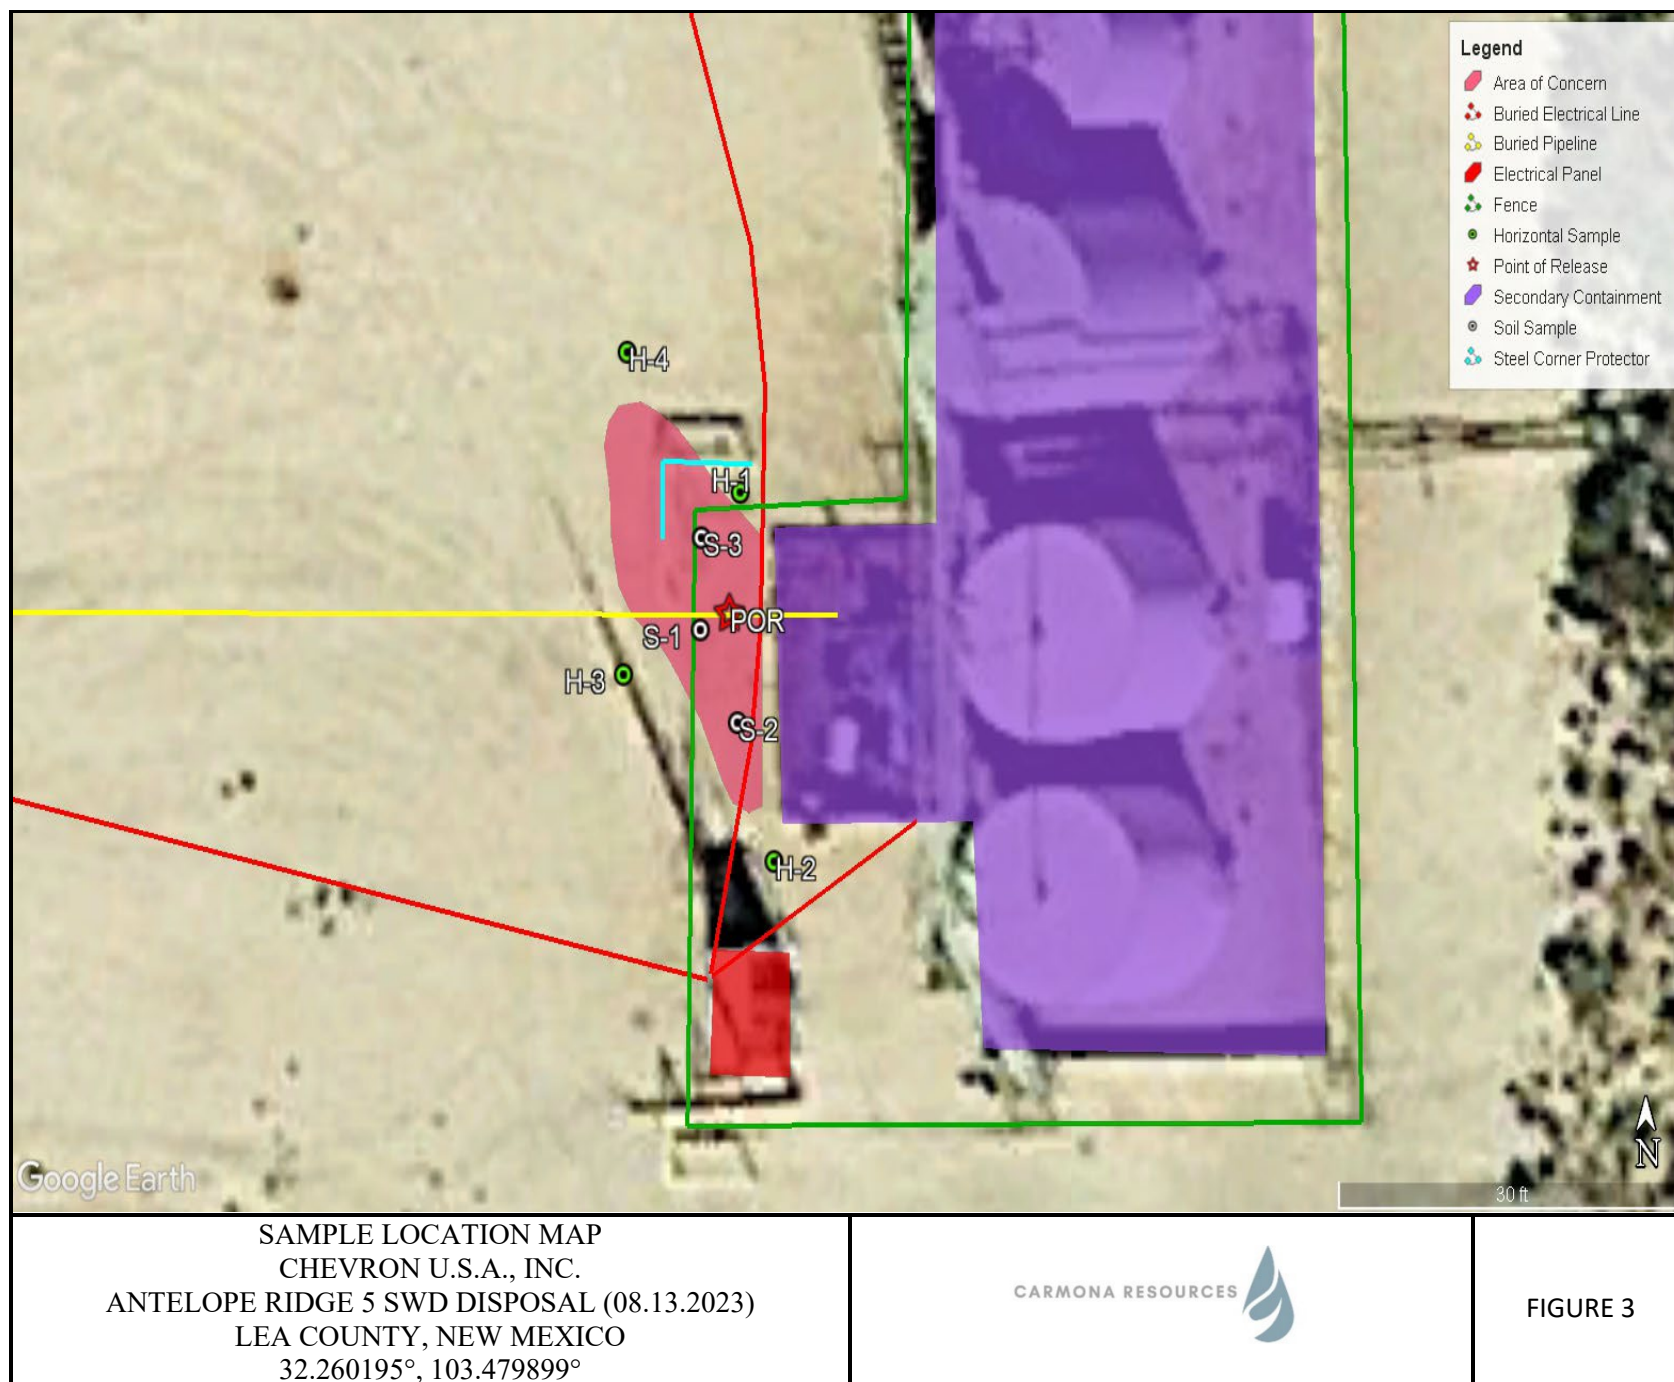 Legend
Area of Concern
Buried Electrical Line
Buried Pipeline
Electrical Panel
Fence
Horizontal Sample
Point of Release
Secondary Containment
Soil Sample
Steel Corner Protector
H-4
H-1
S-3
POR
S-1
H-3
S-2
H-2
N
Google Earth
30 ft
SAMPLE LOCATION MAP
CHEVRON U.S.A., INC.
ANTELOPE RIDGE 5 SWD DISPOSAL (08.13.2023)
LEA COUNTY, NEW MEXICO
32.260195°, 103.479899°
CARMONA RESOURCES
FIGURE 3